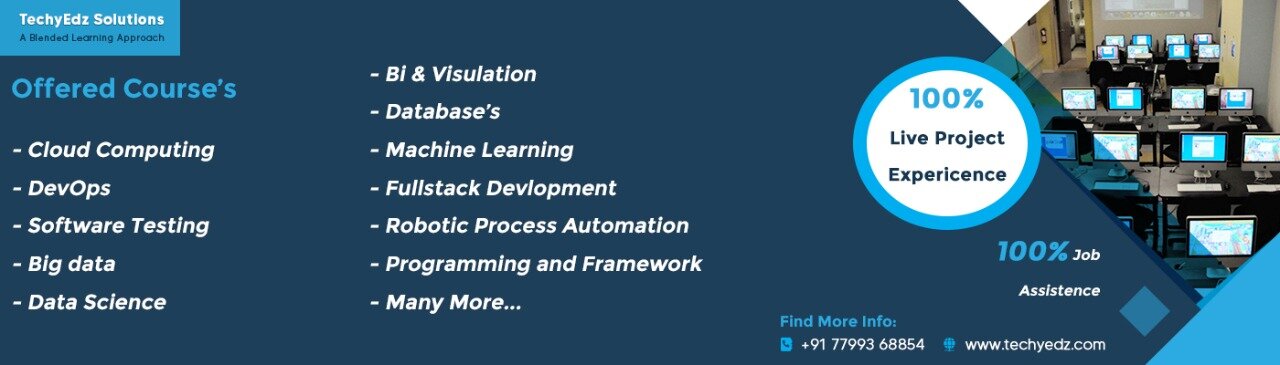 TechyEdz Solutions
A Blended Learning Approach
Offered Course's
- Cloud Computing
- DevOps
- Software Testing
- Big data
- Data Science
- Bi & Visulation
- Database's
- Machine Learning
- Fullstack Devlopment
- Robotic Process Automation
- Programming and Framework
- Many More...
100%
Live Project
Expericence
100% Job
Assistence
Find More Info:
+91 77993 68854 www.techyedz.com